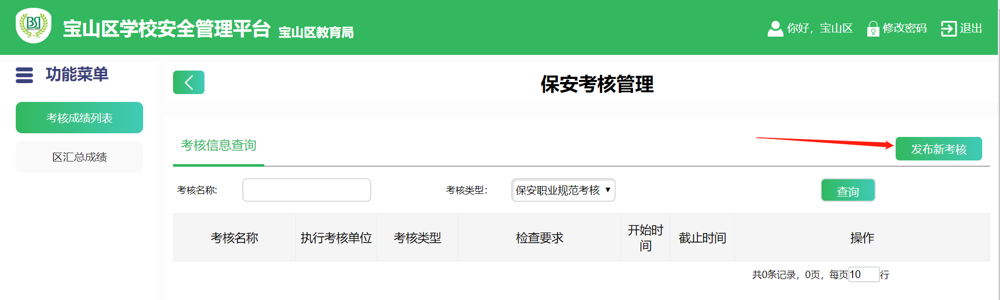 宝山区学校安全管理平台 宝山区教育局
你好，宝山区 修改密码 退出
功能菜单
保安考核管理
考核成绩列表
区汇总成绩
考核信息查询
发布新考核
考核名称: 考核类型: 保安职业规范考核 查询
考核名称 执行考核单位 考核类型 检查要求 开始时间 截止时间 操作
共0条记录，0页，每页10行